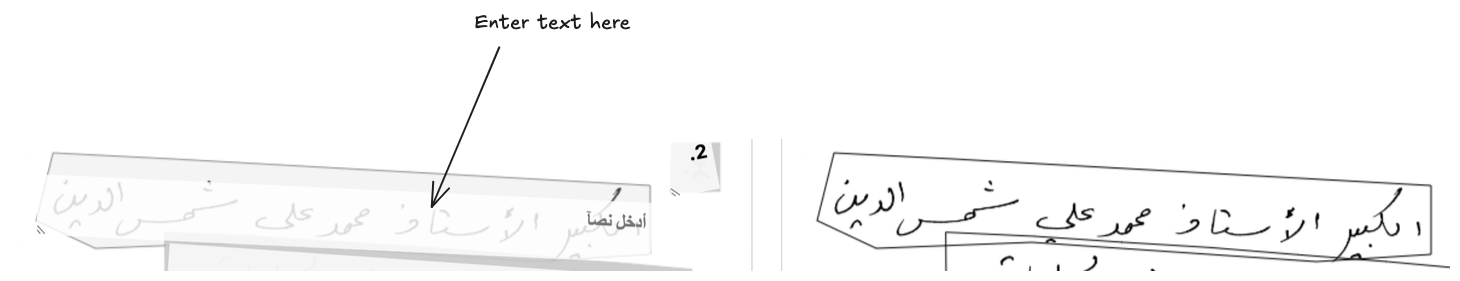 Enter text here
.2
أدخل نصاً
الكبير الأستاذ محمد علي شمس الدين
الكبير الأستاذ محمد علي شمس الدين